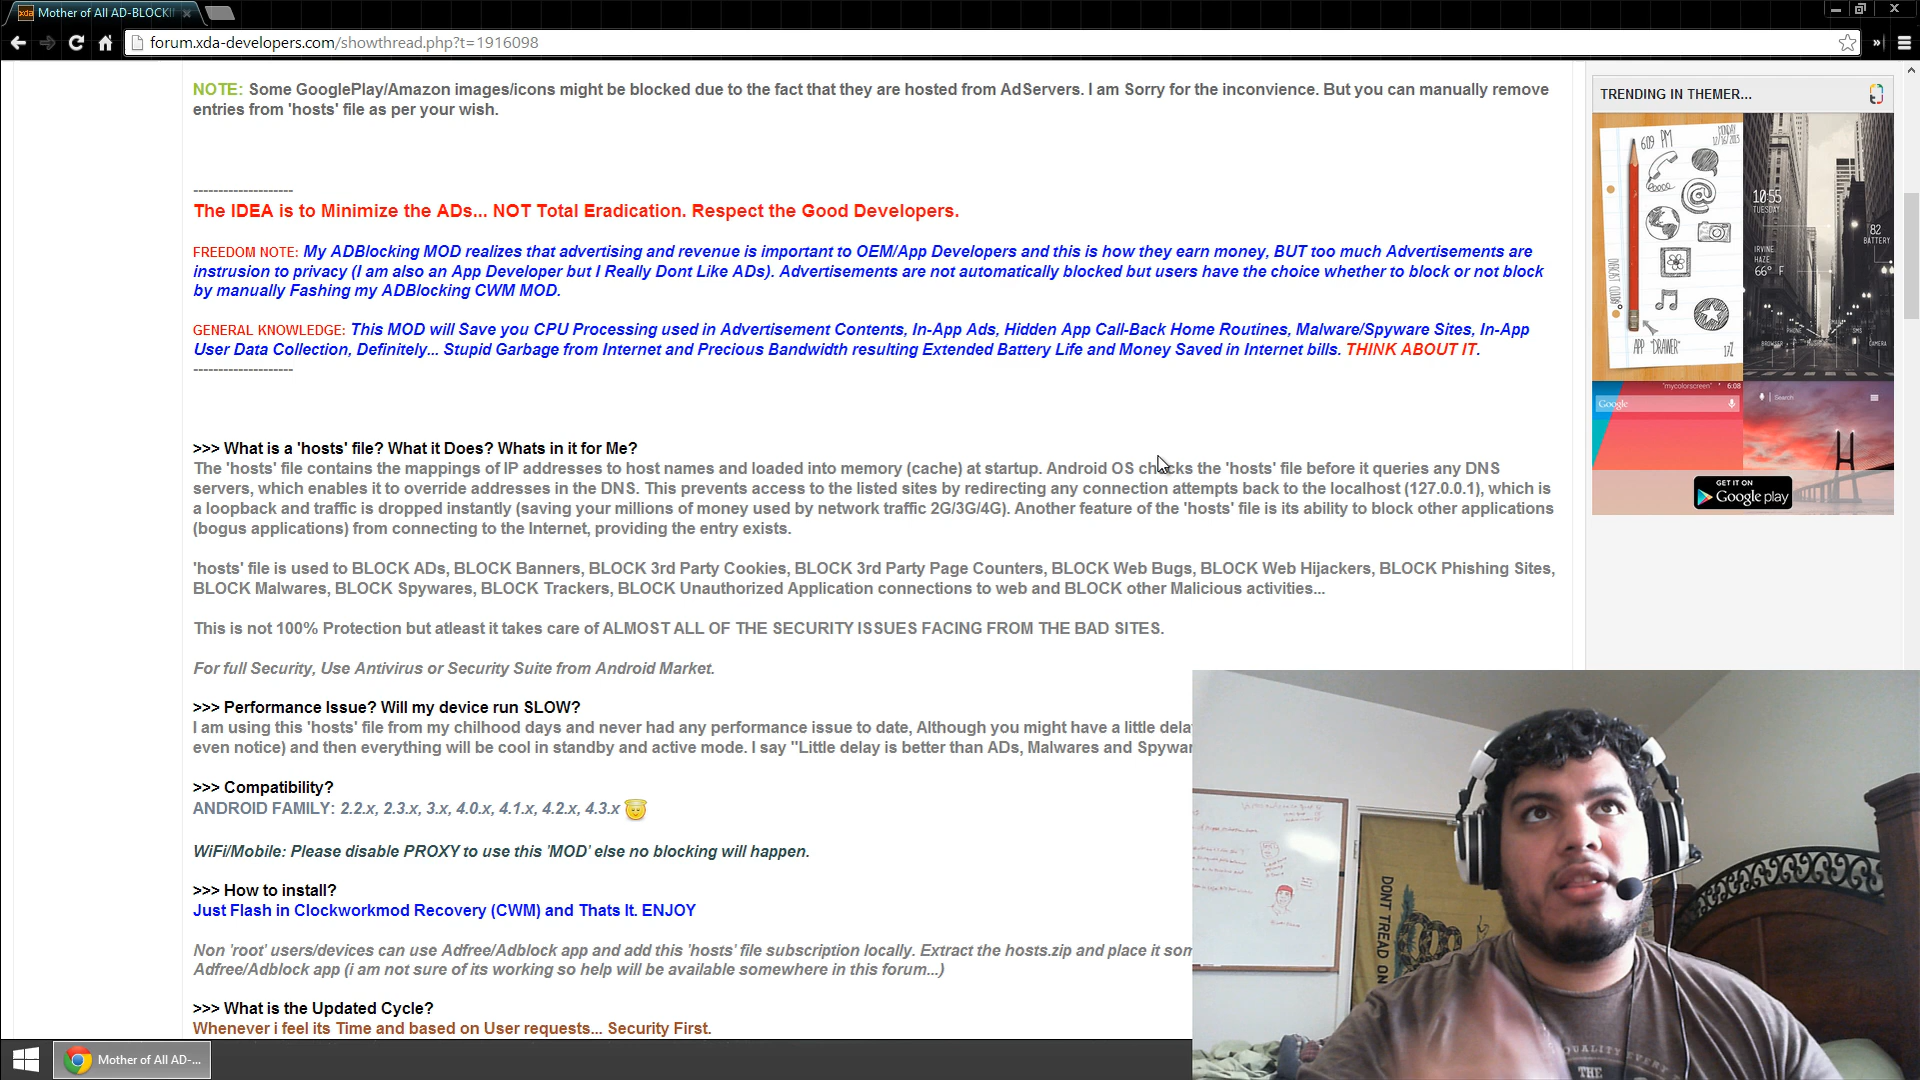 Mother of All AD-BLOCKI
forum.xda-developers.com/showthread.php?t=1916098
NOTE: Some GooglePlay/Amazon images/icons might be blocked due to the fact that they are hosted from AdServers. I am Sorry for the inconvience. But you can manually remove
entries from 'hosts' file as per your wish.
--------------------
The IDEA is to Minimize the ADs... NOT Total Eradication. Respect the Good Developers.
FREEDOM NOTE: My ADBlocking MOD realizes that advertising and revenue is important to OEM/App Developers and this is how they earn money, BUT too much Advertisements are
instrusion to privacy (I am also an App Developer but I Really Dont Like ADs). Advertisements are not automatically blocked but users have the choice whether to block or not block
by manually Fashing my ADBlocking CWM MOD.
GENERAL KNOWLEDGE: This MOD will Save you CPU Processing used in Advertisement Contents, In-App Ads, Hidden App Call-Back Home Routines, Malware/Spyware Sites, In-App
User Data Collection, Definitely... Stupid Garbage from Internet and Precious Bandwidth resulting Extended Battery Life and Money Saved in Internet bills. THINK ABOUT IT.
--------------------
>>> What is a 'hosts' file? What it Does? Whats in it for Me?
The 'hosts' file contains the mappings of IP addresses to host names and loaded into memory (cache) at startup. Android OS checks the 'hosts' file before it queries any DNS
servers, which enables it to override addresses in the DNS. This prevents access to the listed sites by redirecting any connection attempts back to the localhost (127.0.0.1), which is
a loopback and traffic is dropped instantly (saving your millions of money used by network traffic 2G/3G/4G). Another feature of the 'hosts' file is its ability to block other applications
(bogus applications) from connecting to the Internet, providing the entry exists.
'hosts' file is used to BLOCK ADs, BLOCK Banners, BLOCK 3rd Party Cookies, BLOCK 3rd Party Page Counters, BLOCK Web Bugs, BLOCK Web Hijackers, BLOCK Phishing Sites,
BLOCK Malwares, BLOCK Spywares, BLOCK Trackers, BLOCK Unauthorized Application connections to web and BLOCK other Malicious activities...
This is not 100% Protection but atleast it takes care of ALMOST ALL OF THE SECURITY ISSUES FACING FROM THE BAD SITES.
For full Security, Use Antivirus or Security Suite from Android Market.
>>> Performance Issue? Will my device run SLOW?
I am using this 'hosts' file from my chilhood days and never had any performance issue to date, Although you might have a little dela
even notice) and then everything will be cool in standby and active mode. I say "Little delay is better than ADs, Malwares and Spywar
>>> Compatibility?
ANDROID FAMILY: 2.2.x, 2.3.x, 3.x, 4.0.x, 4.1.x, 4.2.x, 4.3.x
WiFi/Mobile: Please disable PROXY to use this 'MOD' else no blocking will happen.
>>> How to install?
Just Flash in Clockworkmod Recovery (CWM) and Thats It. ENJOY
Non 'root' users/devices can use Adfree/Adblock app and add this 'hosts' file subscription locally. Extract the hosts.zip and place it som
Adfree/Adblock app (i am not sure of its working so help will be available somewhere in this forum...)
>>> What is the Updated Cycle?
Whenever i feel its Time and based on User requests... Security First.
TRENDING IN THEMER...
6:09 PM
MONDAY
12/16/2013
APP "DRAWER"
10:55
TUESDAY
IRVINE
HAZE
66° F
82
BATTERY
PHONE
CAMERA
"mycolorscreen"
6:08
Google
Search
GET IT ON
Google play
DONT TREAD ON
QUALITY
THE
Mother of All AD-...